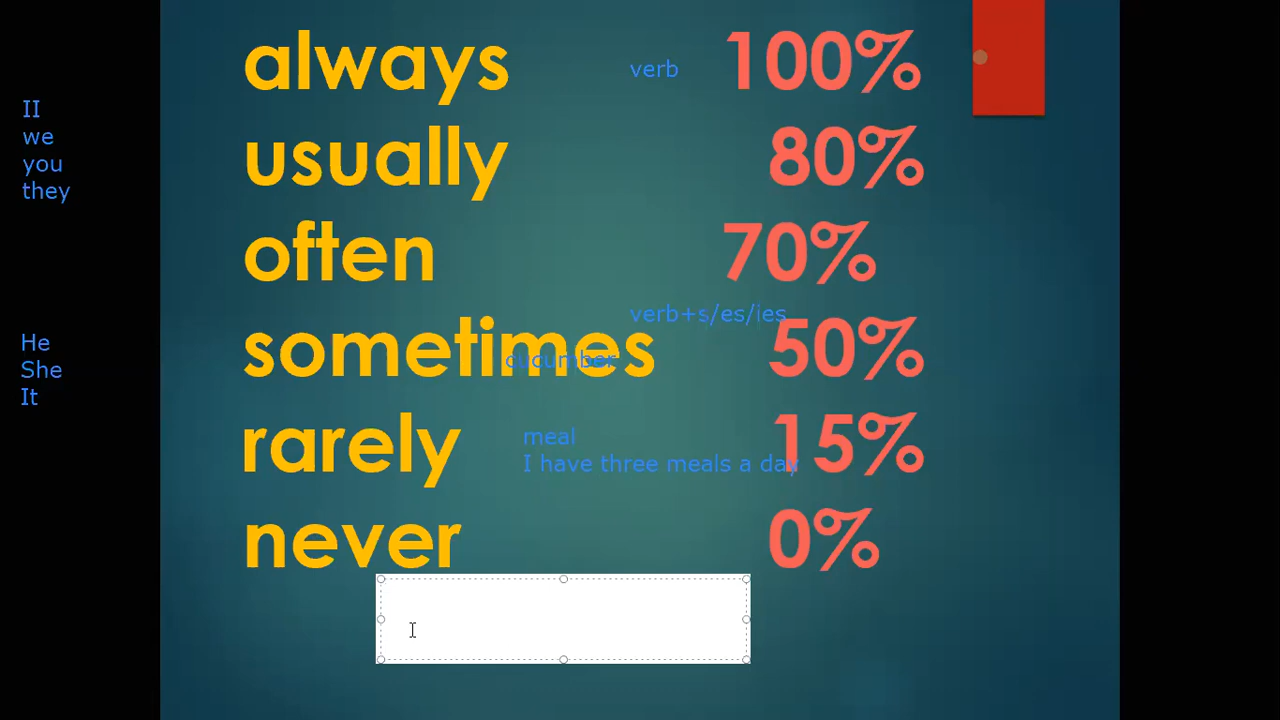 always verb 100%
II
we
you
they
usually 80%
often 70%
verb+s/es/ies
sometimes 50%
cucumber
He
She
It
rarely 15%
meal
I have three meals a day
never 0%